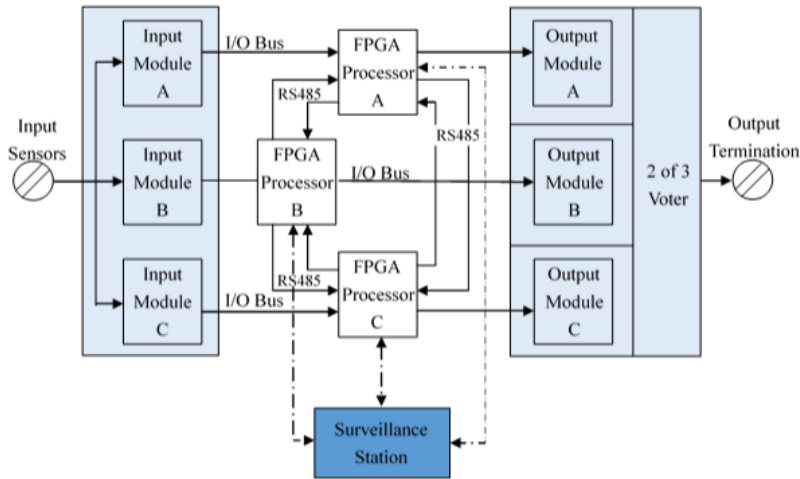 Input
Sensors
Input
Module
A
Input
Module
B
Input
Module
C
I/O Bus
I/O Bus
I/O Bus
FPGA
Processor
A
RS485
RS485
FPGA
Processor
B
RS485
FPGA
Processor
C
Output
Module
A
Output
Module
B
Output
Module
C
2 of 3
Voter
Output
Termination
Surveillance
Station